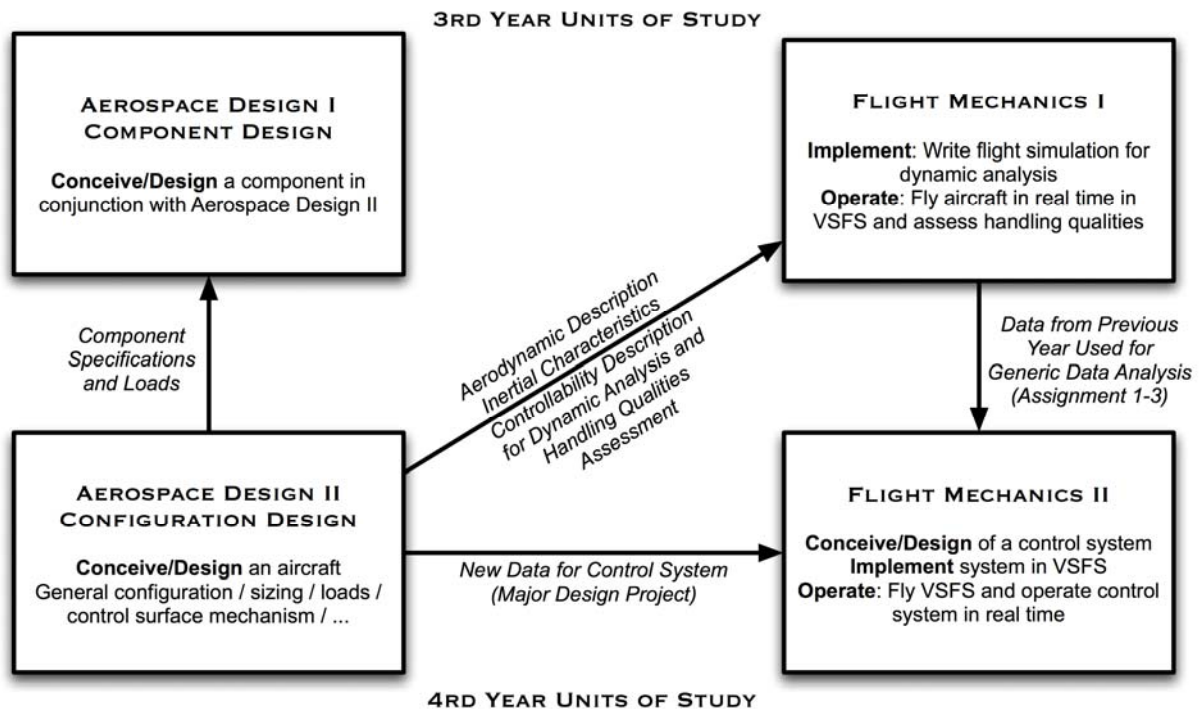 3RD YEAR UNITS OF STUDY
AEROSPACE DESIGN I
COMPONENT DESIGN
Conceive/Design a component in
conjunction with Aerospace Design II
FLIGHT MECHANICS I
Implement: Write flight simulation for
dynamic analysis
Operate: Fly aircraft in real time in
VSFS and assess handling qualities
Component
Specifications
and Loads
Aerodynamic Description
Inertial Characteristics
Controllability Description
for Dynamic Analysis and
Handling Qualities
Assessment
Data from Previous
Year Used for
Generic Data Analysis
(Assignment 1-3)
AEROSPACE DESIGN II
CONFIGURATION DESIGN
Conceive/Design an aircraft
General configuration / sizing / loads /
control surface mechanism / ...
New Data for Control System
(Major Design Project)
FLIGHT MECHANICS II
Conceive/Design of a control system
Implement system in VSFS
Operate: Fly VSFS and operate control
system in real time
4RD YEAR UNITS OF STUDY